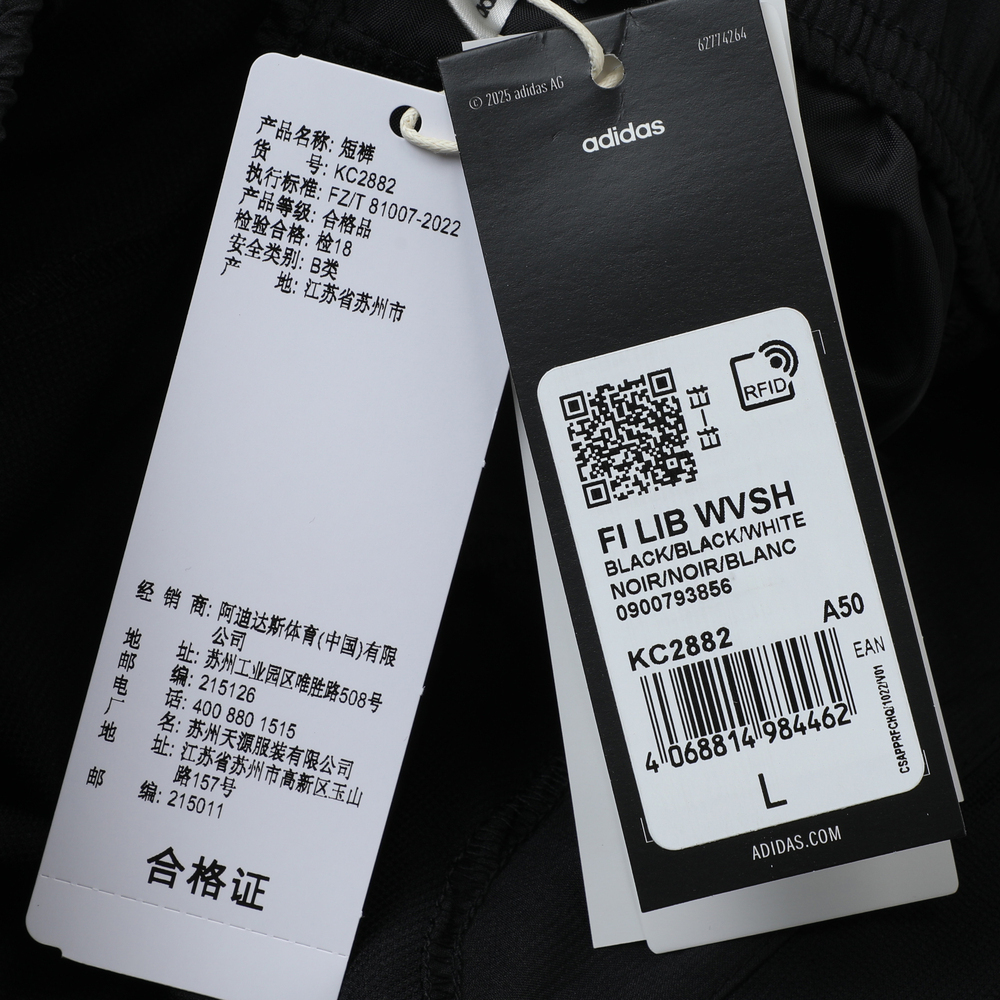 产品名称: 短裤
货 号: KC2882
执行标准: FZ/T 81007-2022
产品等级: 合格品
检验合格: 检18
安全类别: B类
产 地: 江苏省苏州市
经 销 商: 阿迪达斯体育(中国)有限
公司
地 址: 苏州工业园区唯胜路508号
邮 编: 215126
电 话: 400 880 1515
厂 名: 苏州天源服装有限公司
地 址: 江苏省苏州市高新区玉山
路157号
邮 编: 215011
合格证
© 2025 adidas AG
62774264
adidas
扫一扫
RFID
FI LIB WVSH
BLACK/BLACK/WHITE
NOIR/NOIR/BLANC
0900793856
A50
KC2882
EAN
4 068814 984462
CSAPPRFCHQ/1022/V01
L
ADIDAS.COM